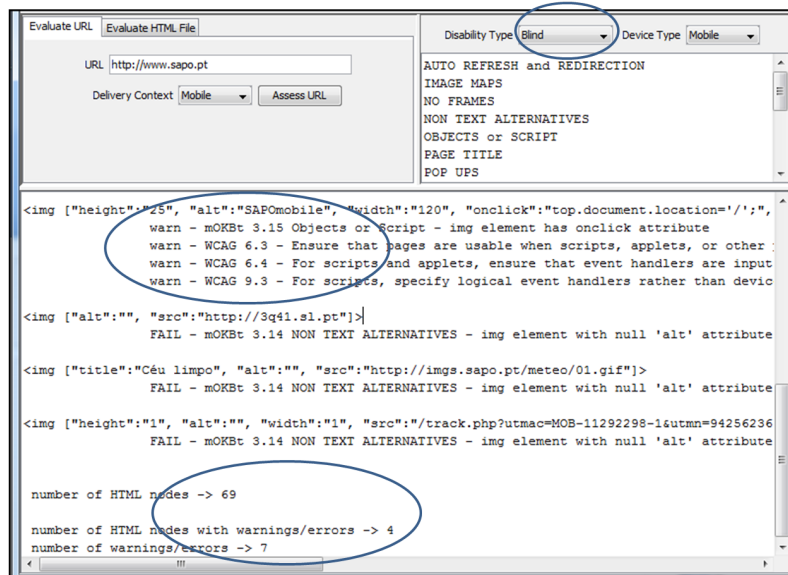 Evaluate URL Evaluate HTML File
URL http://www.sapo.pt
Delivery Context Mobile Assess URL
Disability Type Blind Device Type Mobile
AUTO REFRESH and REDIRECTION
IMAGE MAPS
NO FRAMES
NON TEXT ALTERNATIVES
OBJECTS or SCRIPT
PAGE TITLE
POP UPS
<img ["height":"25", "alt":"SAPOmobile", "width":"120", "onclick":"top.document.location='/';",
warn - mOKBt 3.15 Objects or Script - img element has onclick attribute
warn - WCAG 6.3 - Ensure that pages are usable when scripts, applets, or other
warn - WCAG 6.4 - For scripts and applets, ensure that event handlers are input
warn - WCAG 9.3 - For scripts, specify logical event handlers rather than devic
<img ["alt":"", "src":"http://3q41.sl.pt"]>
FAIL - mOKBt 3.14 NON TEXT ALTERNATIVES - img element with null 'alt' attribute
<img ["title":"Céu limpo", "alt":"", "src":"http://imgs.sapo.pt/meteo/01.gif"]>
FAIL - mOKBt 3.14 NON TEXT ALTERNATIVES - img element with null 'alt' attribute
<img ["height":"1", "alt":"", "width":"1", "src":"/track.php?utmac=MOB-11292298-1&utmn=94256236
FAIL - mOKBt 3.14 NON TEXT ALTERNATIVES - img element with null 'alt' attribute
number of HTML nodes -> 69
number of HTML nodes with warnings/errors -> 4
number of warnings/errors -> 7